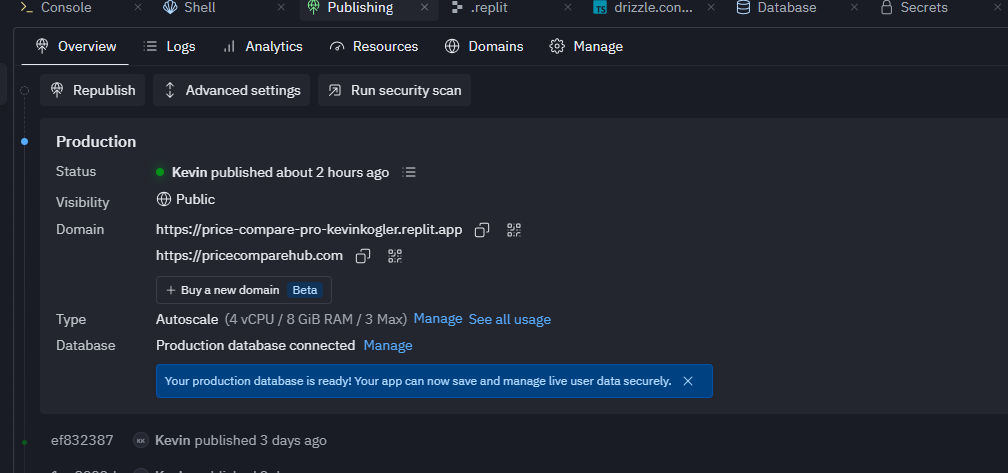 Console Shell Publishing .replit drizzle.con... Database Secrets
Overview Logs Analytics Resources Domains Manage
Republish Advanced settings Run security scan
Production
Status Kevin published about 2 hours ago
Visibility Public
Domain https://price-compare-pro-kevinkogler.replit.app
https://pricecomparehub.com
+ Buy a new domain Beta
Type Autoscale (4 vCPU / 8 GiB RAM / 3 Max) Manage See all usage
Database Production database connected Manage
Your production database is ready! Your app can now save and manage live user data securely.
ef832387 KK Kevin published 3 days ago